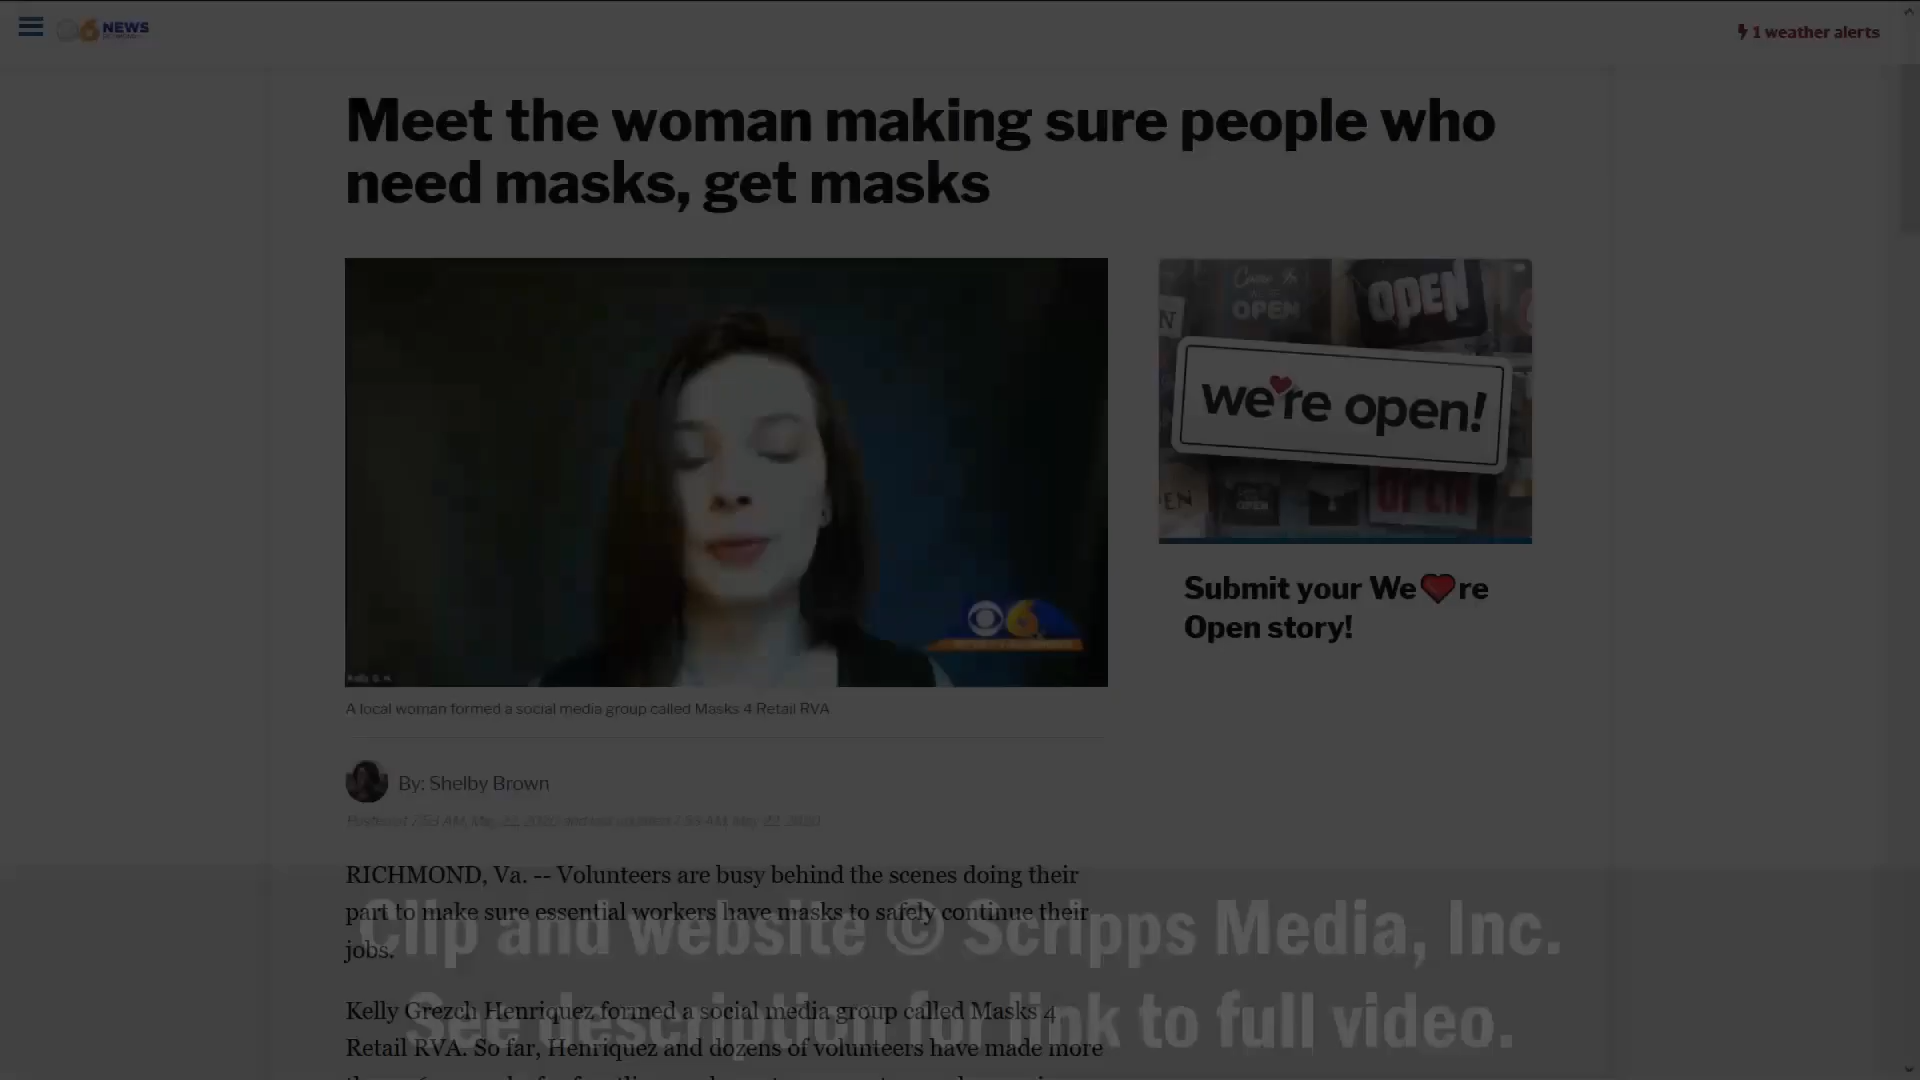 6 NEWS
1 weather alerts
Meet the woman making sure people who
need masks, get masks
OPEN
OPEN
we're open!
OPEN
A local woman formed a social media group called Masks 4 Retail RVA
Submit your We❤re
Open story!
By: Shelby Brown
RICHMOND, Va. -- Volunteers are busy behind the scenes doing their
part to make sure essential workers have masks to safely continue their
jobs.
Clip and website © Scripps Media, Inc.
Kelly Grezch Henriquez formed a social media group called Masks 4
See description for link to full video.
Retail RVA. So far, Henriquez and dozens of volunteers have made more